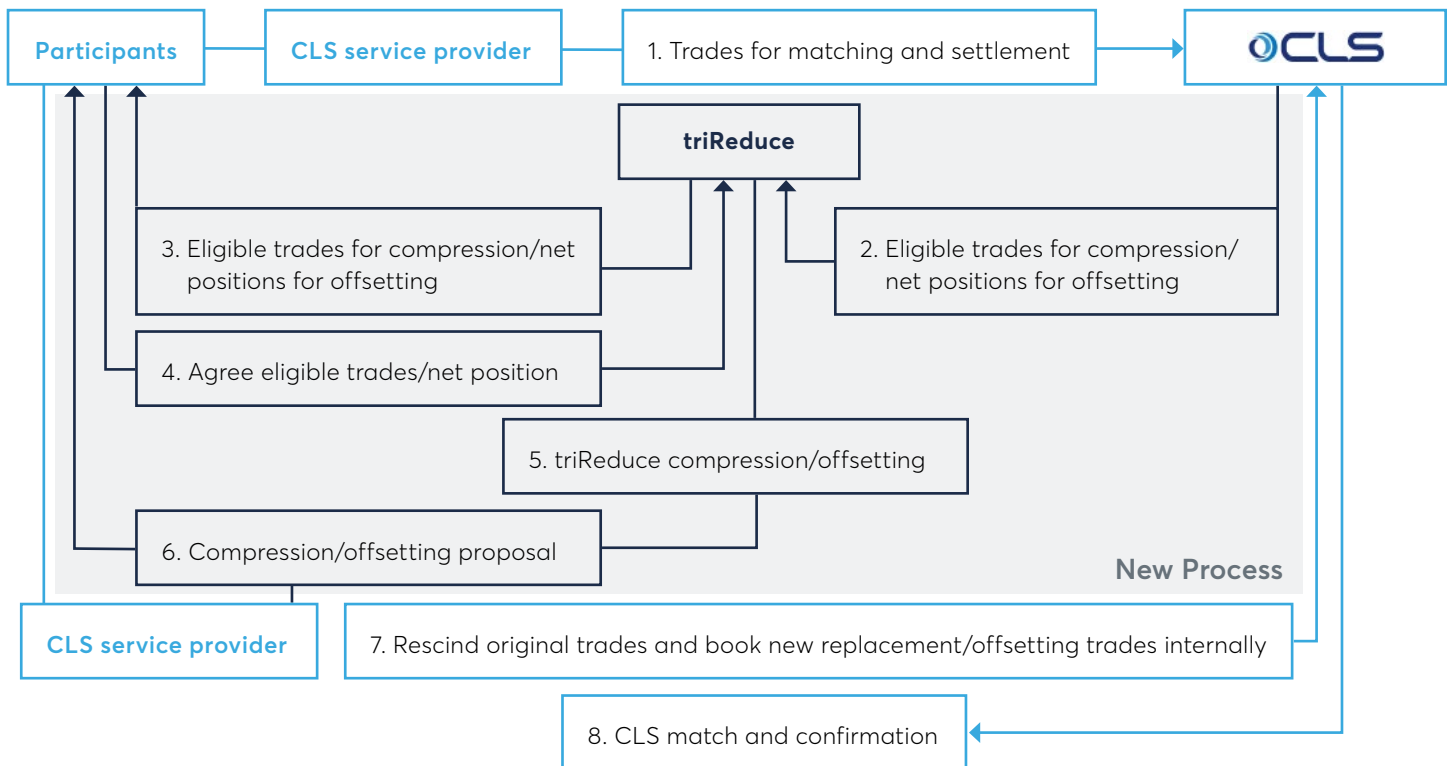 Participants
CLS service provider
1. Trades for matching and settlement
CLS
triReduce
3. Eligible trades for compression/net
positions for offsetting
2. Eligible trades for compression/
net positions for offsetting
4. Agree eligible trades/net position
5. triReduce compression/offsetting
6. Compression/offsetting proposal
New Process
CLS service provider
7. Rescind original trades and book new replacement/offsetting trades internally
8. CLS match and confirmation